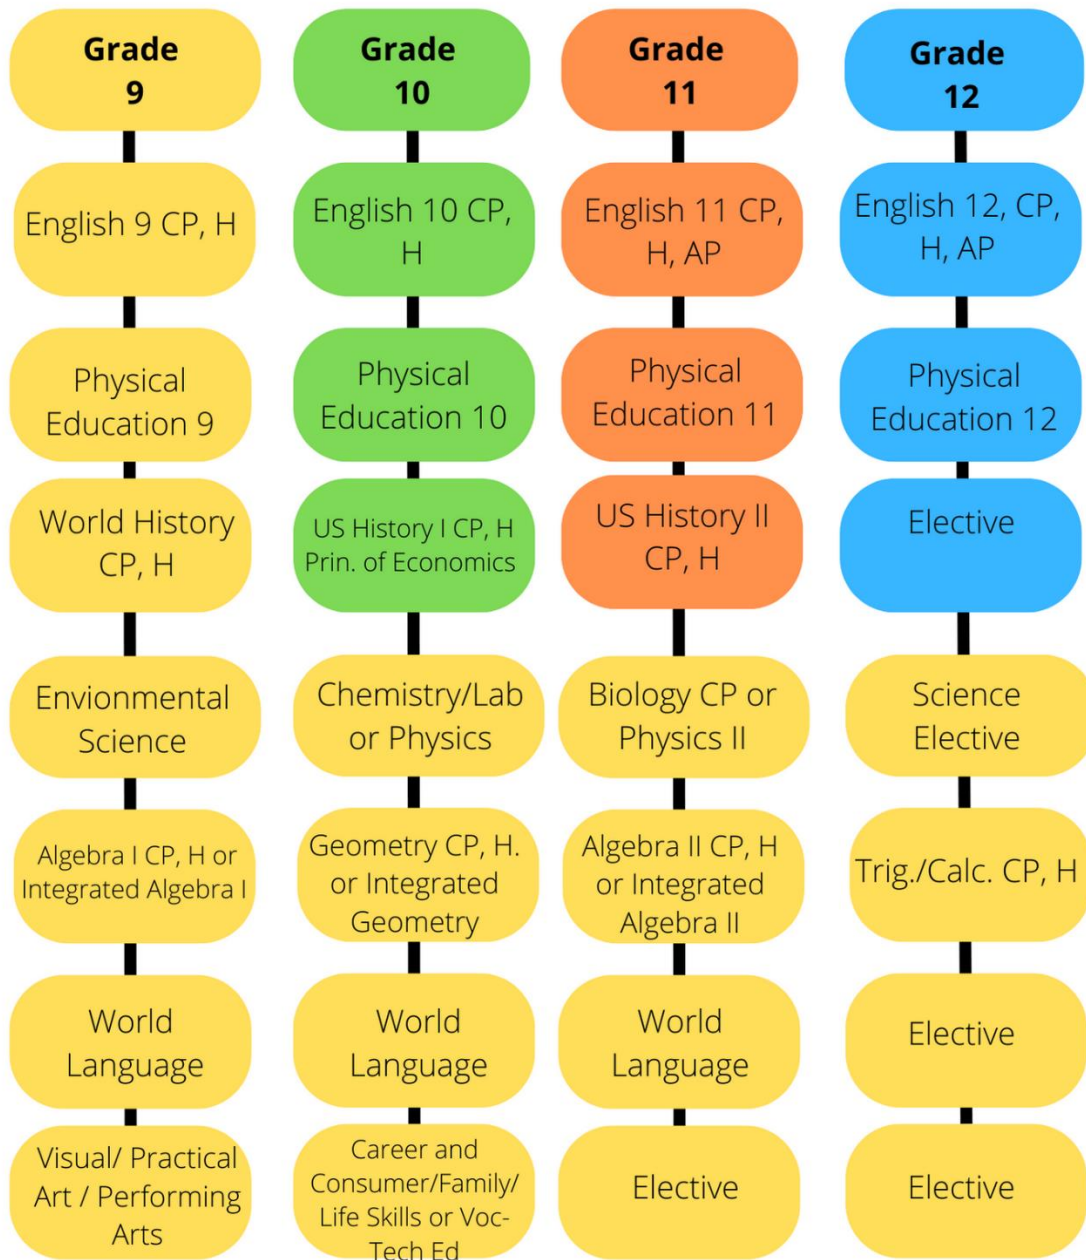 Grade
9
English 9 CP, H
Physical
Education 9
World History
CP, H
Envionmental
Science
Algebra I CP, H or
Integrated Algebra I
World
Language
Visual/ Practical
Art / Performing
Arts
Grade
10
English 10 CP,
H
Physical
Education 10
US History I CP, H
Prin. of Economics
Chemistry/Lab
or Physics
Geometry CP, H.
or Integrated
Geometry
World
Language
Career and
Consumer/Family/
Life Skills or Voc-
Tech Ed
Grade
11
English 11 CP,
H, AP
Physical
Education 11
US History II
CP, H
Biology CP or
Physics II
Algebra II CP, H
or Integrated
Algebra II
World
Language
Elective
Grade
12
English 12, CP,
H, AP
Physical
Education 12
Elective
Science
Elective
Trig./Calc. CP, H
Elective
Elective